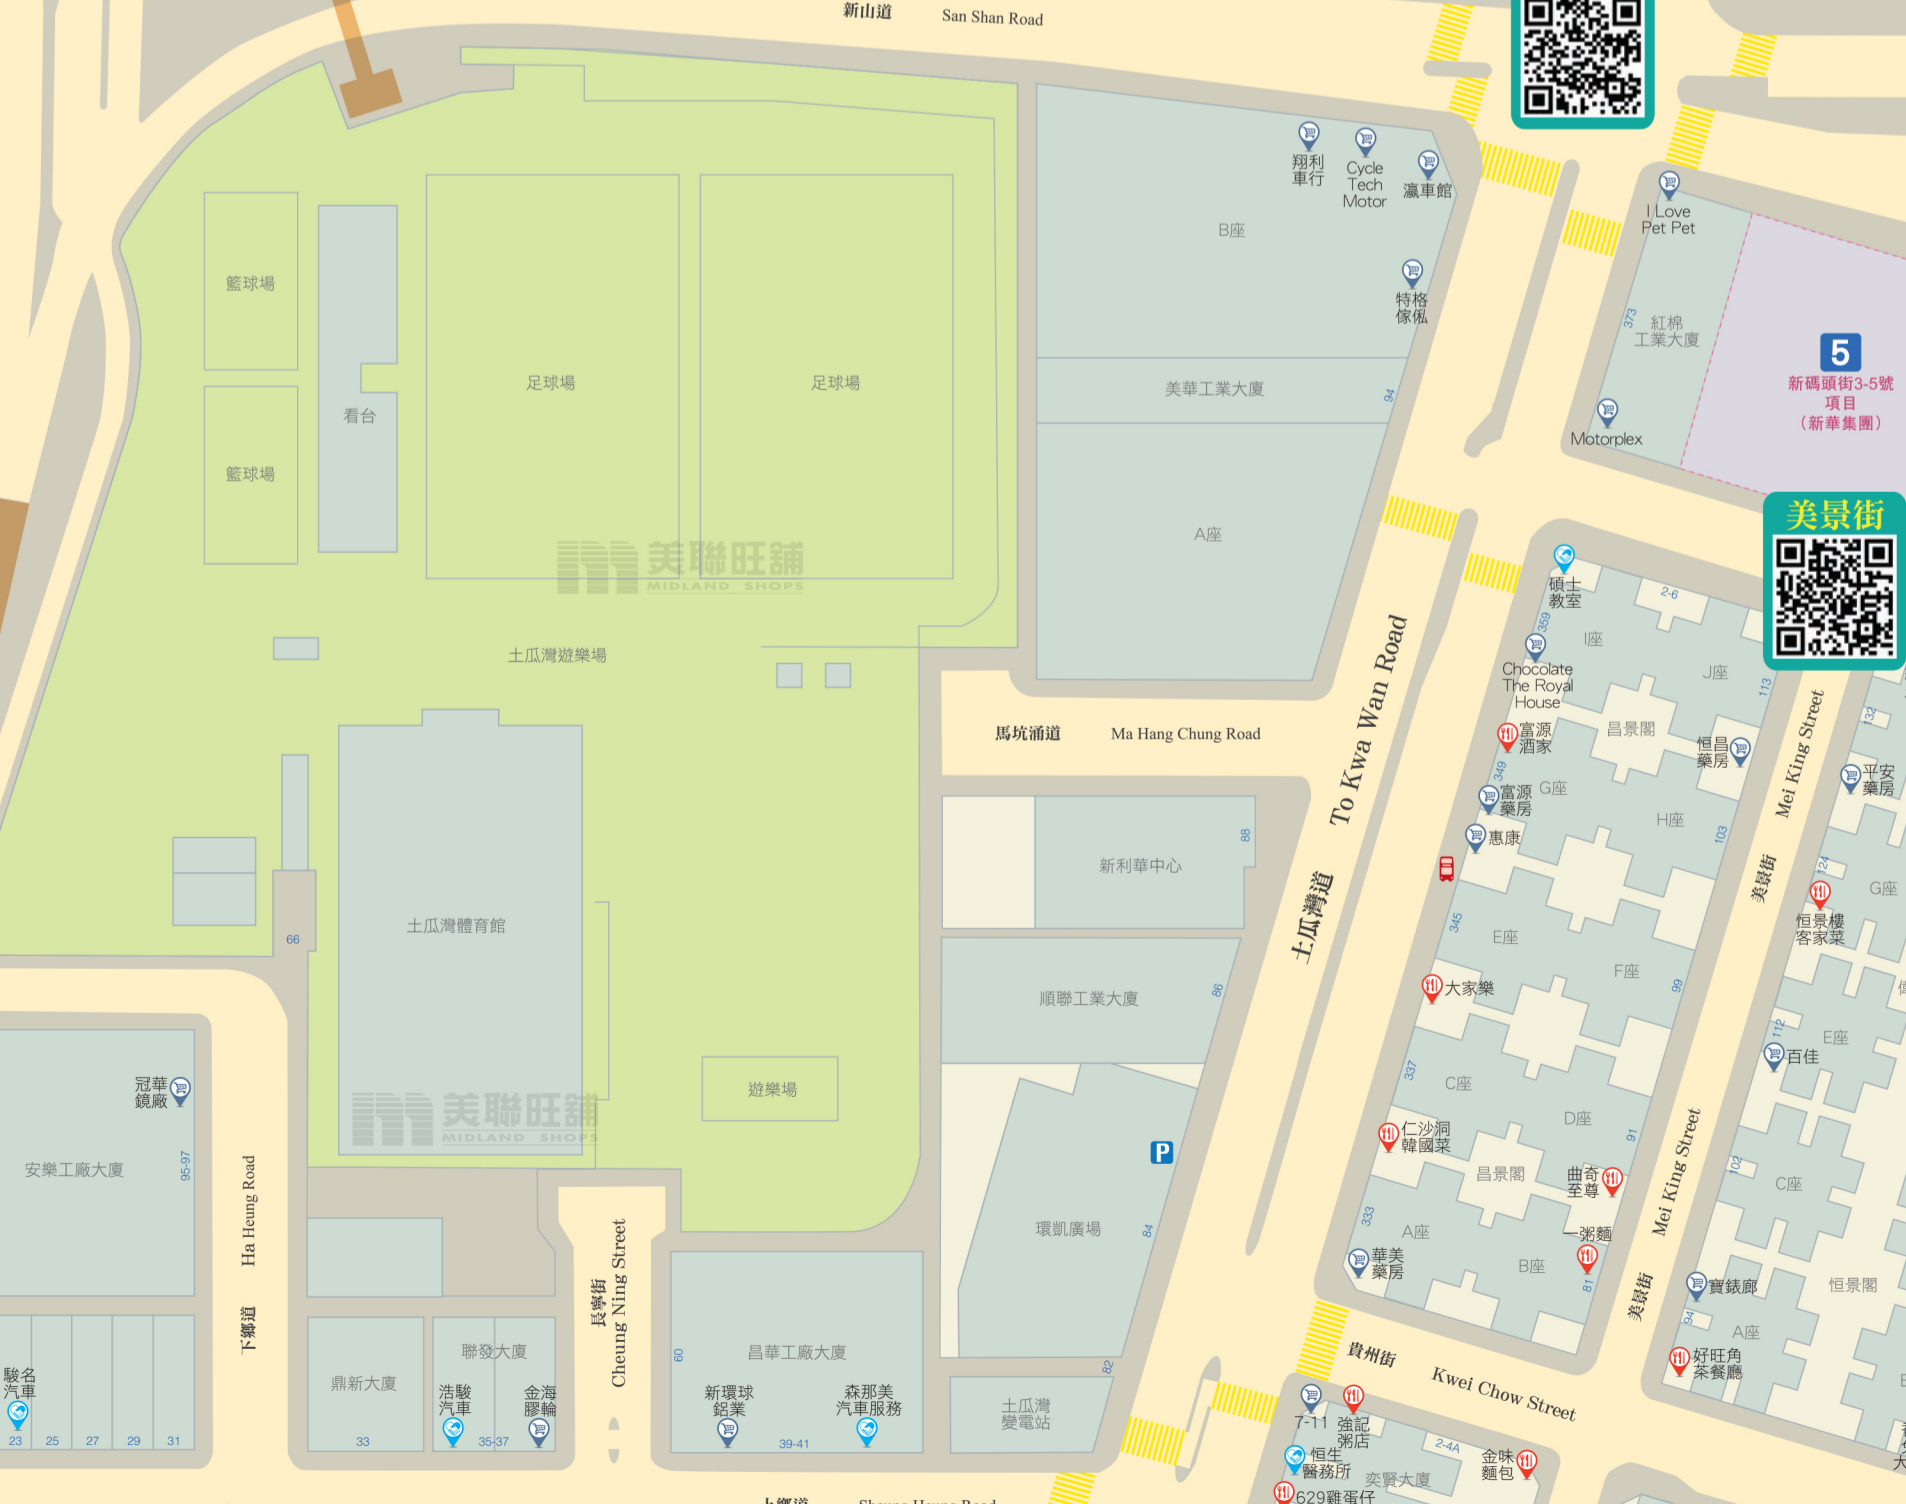 新山道 San Shan Road
翔利
車行
Cycle
Tech
Motor
瀛車館
I Love
Pet Pet
B座
特格
傢俬
籃球場
足球場
足球場
看台
籃球場
美華工業大廈
94
373
紅棉
工業大廈
Motorplex
5
新碼頭街3-5號
項目
（新華集團）
美景街
A座
美聯旺舖
MIDLAND SHOPS
碩士
教室
2-6
359
I座
J座
113
Chocolate
The Royal
House
土瓜灣遊樂場
富源
酒家
昌景閣
恒昌
藥房
132
平安
藥房
馬坑涌道 Ma Hang Chung Road
土瓜灣道 To Kwa Wan Road
美景街 Mei King Street
349
G座
富源
藥房
H座
103
惠康
88
新利華中心
124
G座
恒景樓
客家菜
土瓜灣體育館
66
345
E座
F座
99
大家樂
順聯工業大廈
86
112
E座
百佳
冠華
鏡廠
安樂工廠大廈
95-97
遊樂場
美聯旺舖
MIDLAND SHOPS
337
C座
D座
91
仁沙洞
韓國菜
昌景閣
曲奇
至尊
102
C座
P
環凱廣場
84
333
A座
B座
一粥麵
81
華美
藥房
美景街 Mei King Street
寶錶廊
恒景閣
94
A座
好旺角
茶餐廳
下鄉道 Ha Heung Road
長寧街 Cheung Ning Street
60
昌華工廠大廈
82
貴州街 Kwei Chow Street
聯發大廈
鼎新大廈
駿名
汽車
浩駿
汽車
金海
膠輪
新環球
鋁業
森那美
汽車服務
土瓜灣
變電站
23
25
27
29
31
33
35-37
39-41
7-11
強記
粥店
2-4A
恒生
醫務所
奕賢大廈
金味
麵包
629雞蛋仔
上鄉道 Sheung Heung Road